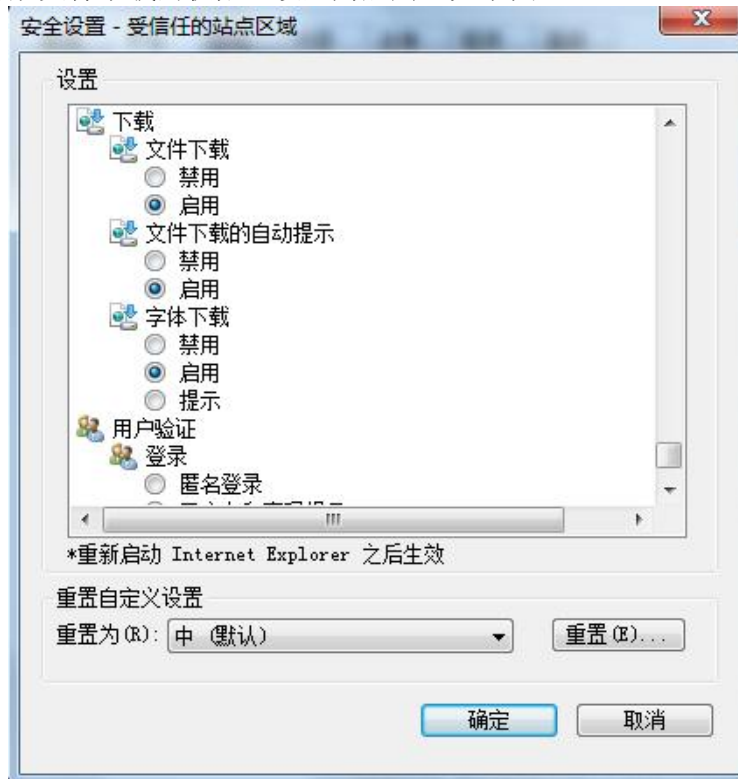 安全设置 - 受信任的站点区域
设置
下载
文件下载
禁用
启用
文件下载的自动提示
禁用
启用
字体下载
禁用
启用
提示
用户验证
登录
匿名登录
*重新启动 Internet Explorer 之后生效
重置自定义设置
重置为(R): 中 (默认) 重置(E)...
确定 取消